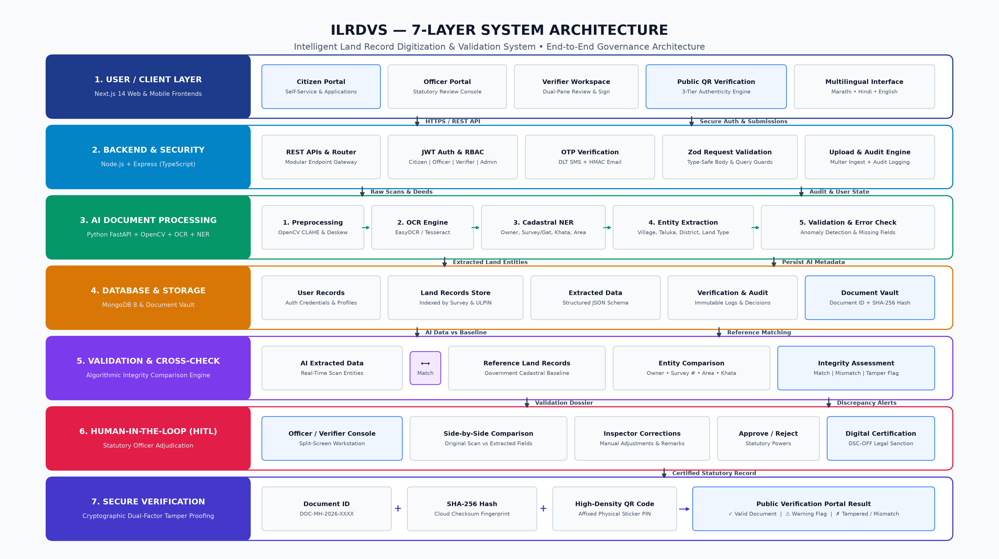 ILRDVS — 7-LAYER SYSTEM ARCHITECTURE
Intelligent Land Record Digitization & Validation System • End-to-End Governance Architecture
1. USER / CLIENT LAYER
Next.js 14 Web & Mobile Frontends
Citizen Portal
Self-Service & Applications
Officer Portal
Statutory Review Console
Verifier Workspace
Dual-Pane Review & Sign
Public QR Verification
3-Tier Authenticity Engine
Multilingual Interface
Marathi • Hindi • English
HTTPS / REST API
Secure Auth & Submissions
2. BACKEND & SECURITY
Node.js + Express (TypeScript)
REST APIs & Router
Modular Endpoint Gateway
JWT Auth & RBAC
Citizen | Officer | Verifier | Admin
OTP Verification
DLT SMS + HMAC Email
Zod Request Validation
Type-Safe Body & Query Guards
Upload & Audit Engine
Multer Ingest + Audit Logging
Raw Scans & Deeds
Audit & User State
3. AI DOCUMENT PROCESSING
Python FastAPI + OpenCV + OCR + NER
1. Preprocessing
OpenCV CLAHE & Deskew
2. OCR Engine
EasyOCR / Tesseract
3. Cadastral NER
Owner, Survey/Gat, Khata, Area
4. Entity Extraction
Village, Taluka, District, Land Type
5. Validation & Error Check
Anomaly Detection & Missing Fields
Extracted Land Entities
Persist AI Metadata
4. DATABASE & STORAGE
MongoDB 8 & Document Vault
User Records
Auth Credentials & Profiles
Land Records Store
Indexed by Survey & ULPIN
Extracted Data
Structured JSON Schema
Verification & Audit
Immutable Logs & Decisions
Document Vault
Document ID + SHA-256 Hash
AI Data vs Baseline
Reference Matching
5. VALIDATION & CROSS-CHECK
Algorithmic Integrity Comparison Engine
AI Extracted Data
Real-Time Scan Entities
⟷
Match
Reference Land Records
Government Cadastral Baseline
Entity Comparison
Owner • Survey # • Area • Khata
Integrity Assessment
Match | Mismatch | Tamper Flag
Validation Dossier
Discrepancy Alerts
6. HUMAN-IN-THE-LOOP (HITL)
Statutory Officer Adjudication
Officer / Verifier Console
Split-Screen Workstation
Side-by-Side Comparison
Original Scan vs Extracted Fields
Inspector Corrections
Manual Adjustments & Remarks
Approve / Reject
Statutory Powers
Digital Certification
DSC-OFF Legal Sanction
Certified Statutory Record
7. SECURE VERIFICATION
Cryptographic Dual-Factor Tamper Proofing
Document ID
DOC-MH-2026-XXXX
+
SHA-256 Hash
Cloud Checksum Fingerprint
+
High-Density QR Code
Affixed Physical Sticker PIN
Public Verification Portal Result
✓ Valid Document | ⚠ Warning Flag | ✗ Tampered / Mismatch